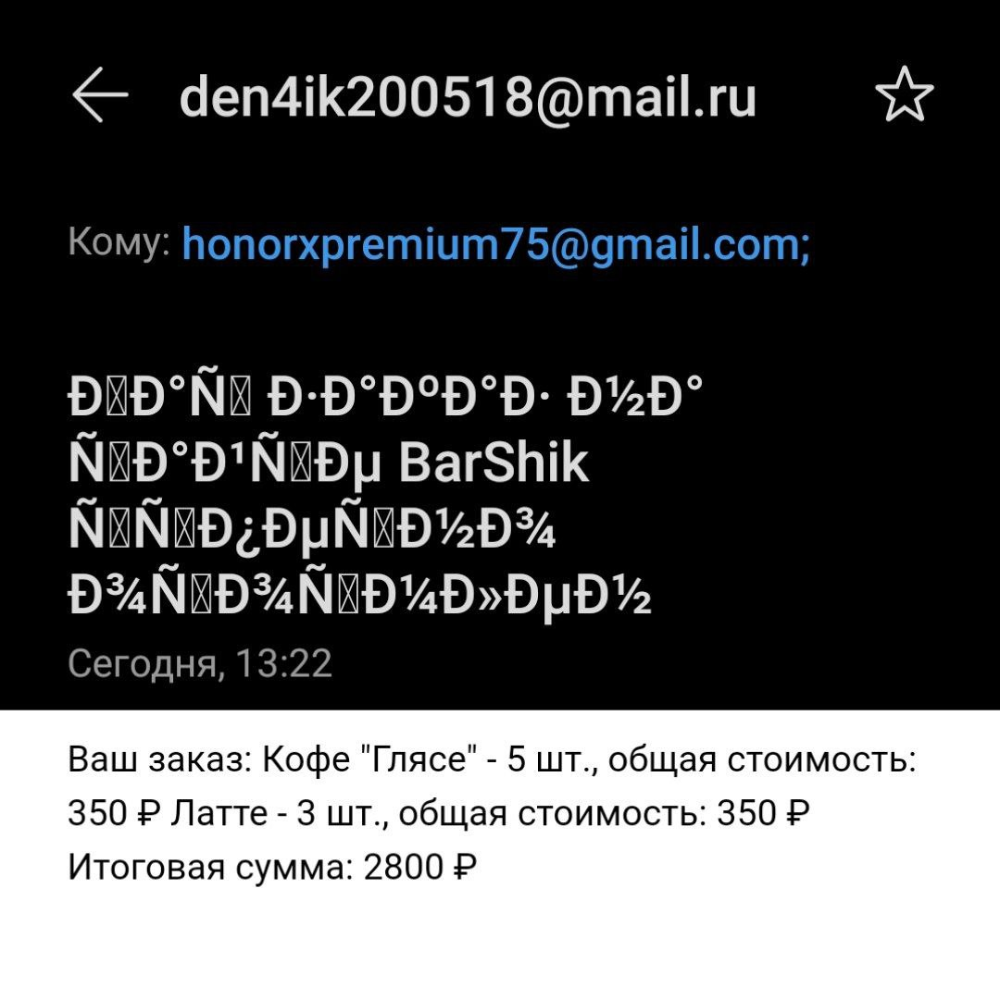 den4ik200518@mail.ru
Кому: honorxpremium75@gmail.com;
Ð�Ð°Ñ� Ð·Ð°ÐºÐ°Ð· Ð½Ð°
Ñ�Ð°Ð¹Ñ�Ðµ BarShik
Ñ�Ñ�Ð¿ÐµÑ�Ð½Ð¾
Ð¾Ñ�Ð¾Ñ�Ð¼Ð»ÐµÐ½
Сегодня, 13:22
Ваш заказ: Кофе "Глясе" - 5 шт., общая стоимость:
350 ₽ Латте - 3 шт., общая стоимость: 350 ₽
Итоговая сумма: 2800 ₽